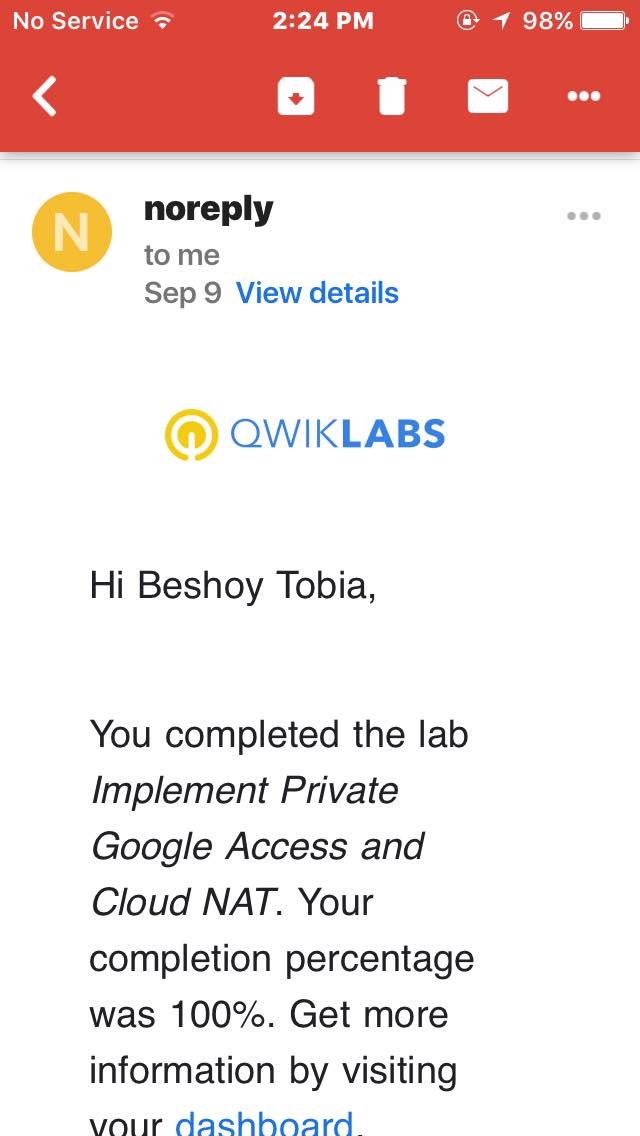 No Service 2:24 PM 98%
N
noreply
to me
Sep 9 View details
QWIKLABS
Hi Beshoy Tobia,
You completed the lab
Implement Private
Google Access and
Cloud NAT. Your
completion percentage
was 100%. Get more
information by visiting
your dashboard.